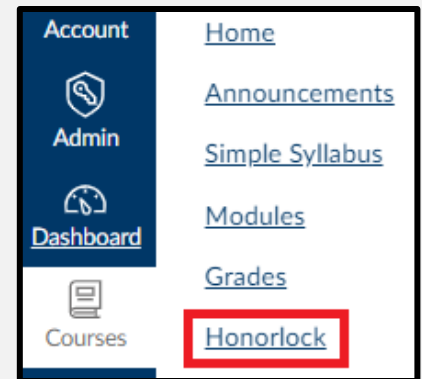 Account
Admin
Dashboard
Courses
Home
Announcements
Simple Syllabus
Modules
Grades
Honorlock